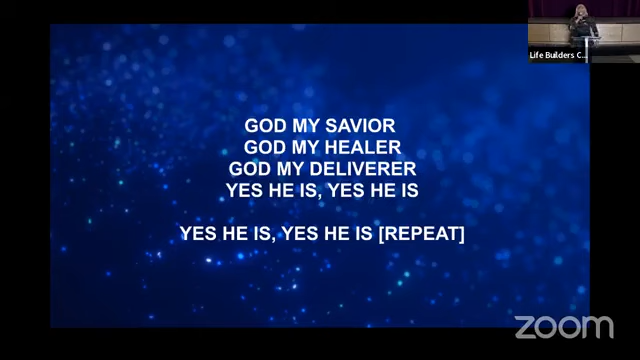 GOD MY SAVIOR
GOD MY HEALER
GOD MY DELIVERER
YES HE IS, YES HE IS
YES HE IS, YES HE IS [REPEAT]
Life Builders C...
zoom